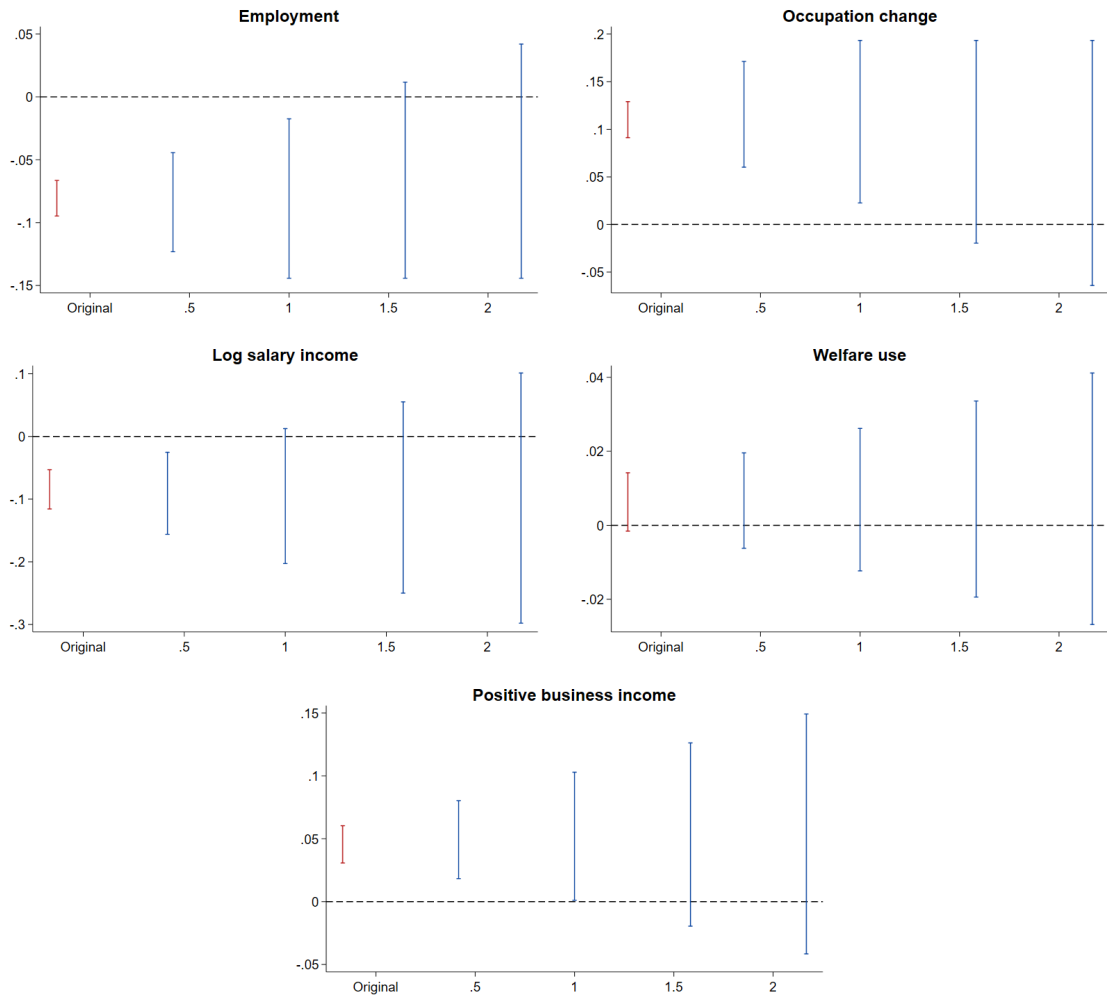 Employment
.05
0
-.05
-.1
-.15
Original .5 1 1.5 2
Occupation change
.2
.15
.1
.05
0
-.05
Original .5 1 1.5 2
Log salary income
.1
0
-.1
-.2
-.3
Original .5 1 1.5 2
Welfare use
.04
.02
0
-.02
Original .5 1 1.5 2
Positive business income
.15
.1
.05
0
-.05
Original .5 1 1.5 2